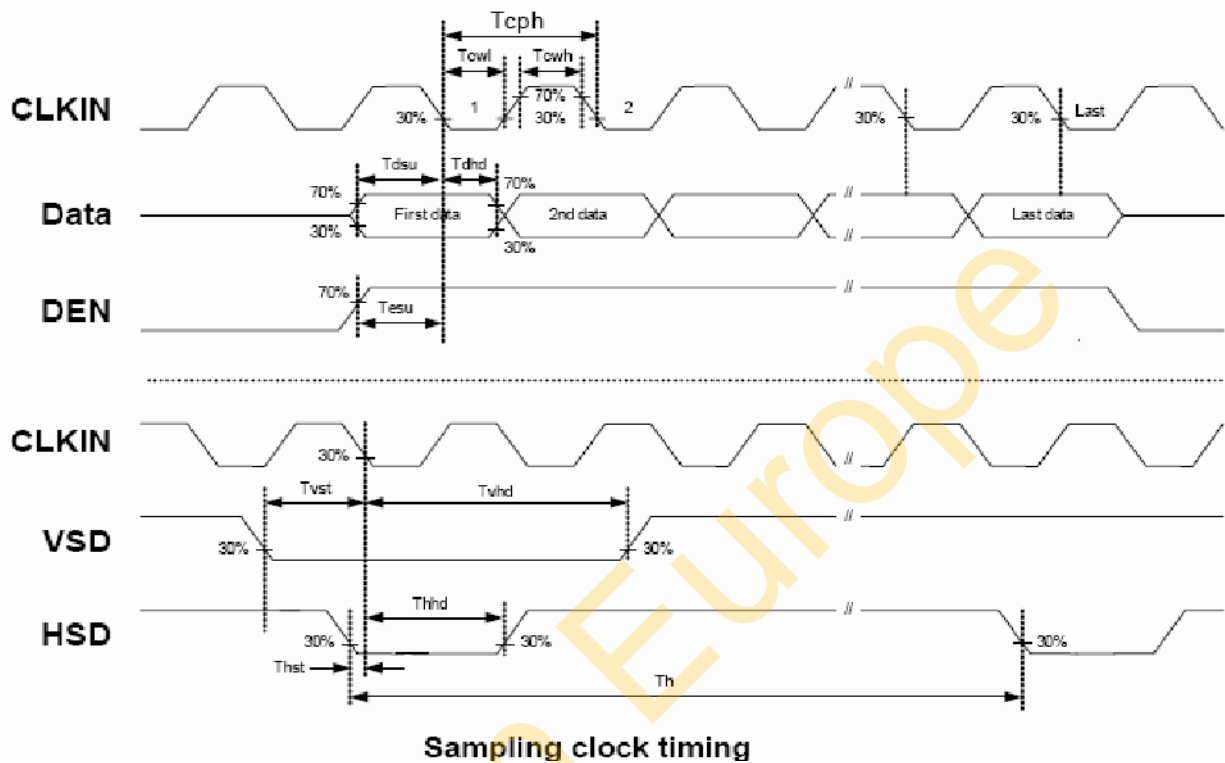 Tcph
Tcwl Tcwh
CLKIN 30% 1 70% 30% 2 // 30% 30% Last
Tdsu Tdhd
70% 70%
Data First data 2nd data // Last data
30% 30%
DEN 70% Tesu //
CLKIN 30% //
Tvst Tvhd
VSD 30% 30% //
Thhd
HSD 30% 30% // 30%
Thst
Th
Sampling clock timing
Europe